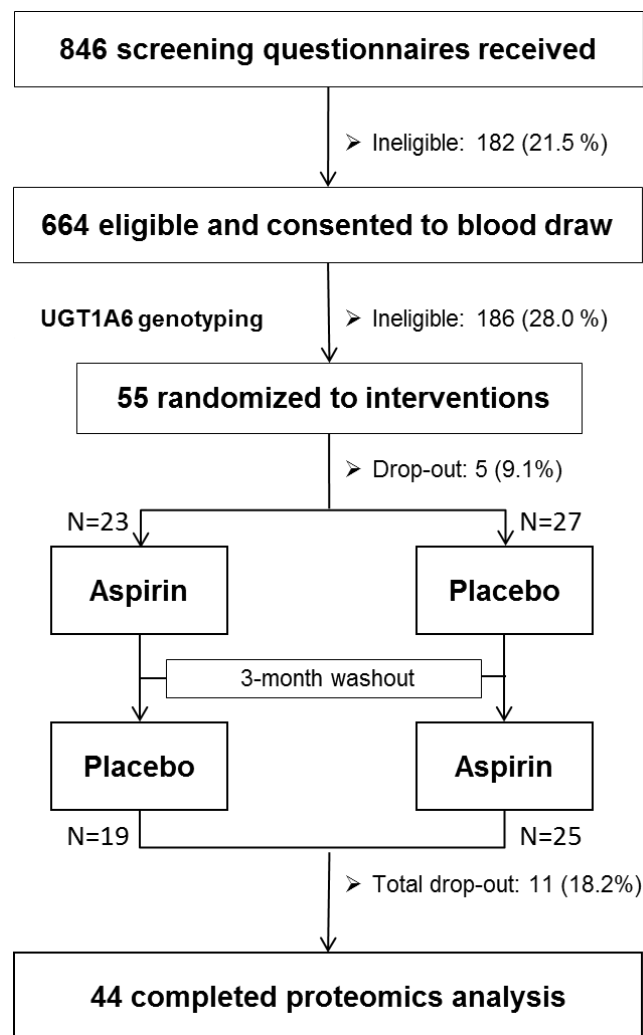 846 screening questionnaires received
➤ Ineligible: 182 (21.5 %)
664 eligible and consented to blood draw
UGT1A6 genotyping
➤ Ineligible: 186 (28.0 %)
55 randomized to interventions
➤ Drop-out: 5 (9.1%)
N=23
N=27
Aspirin
Placebo
3-month washout
Placebo
Aspirin
N=19
N=25
➤ Total drop-out: 11 (18.2%)
44 completed proteomics analysis